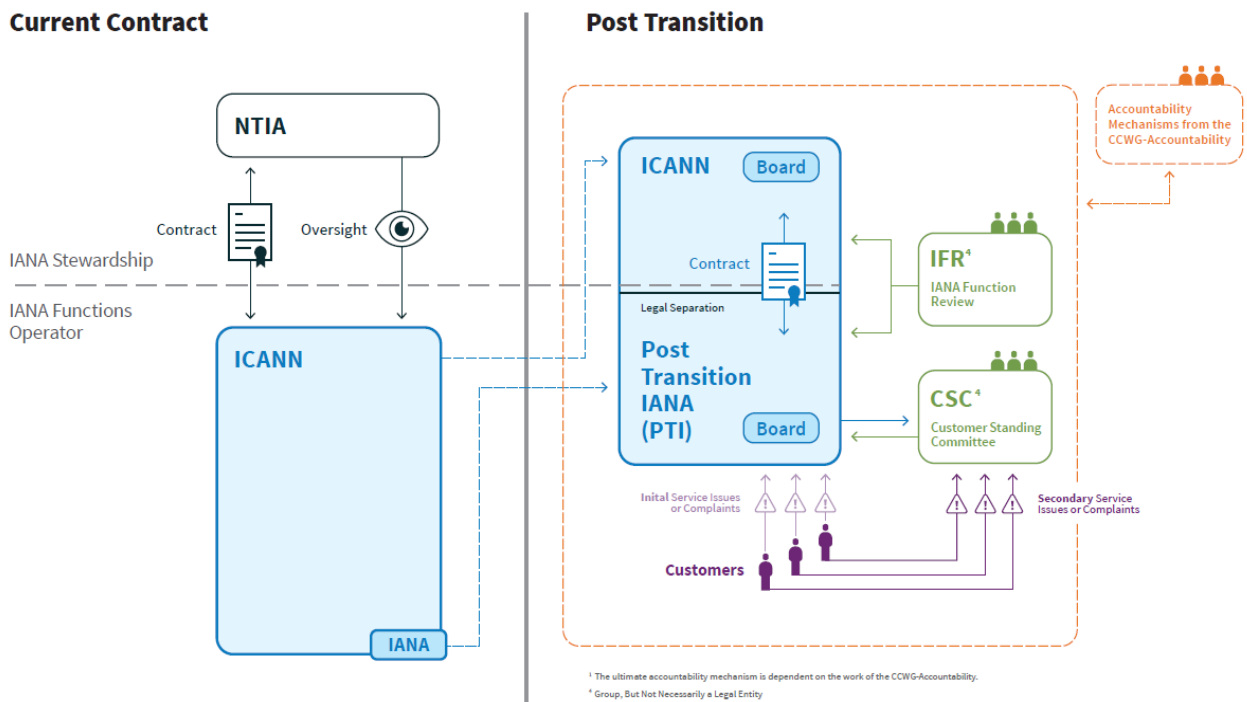 Current Contract
NTIA
Contract
Oversight
IANA Stewardship
IANA Functions
Operator
ICANN
IANA
Post Transition
Accountability
Mechanisms from the
CCWG-Accountability
ICANN
Board
Contract
Legal Separation
Post
Transition
IANA
(PTI)
Board
IFR⁴
IANA Function
Review
CSC⁴
Customer Standing
Committee
Inital Service Issues
or Complaints
! ! !
! ! !
Secondary Service
Issues or Complaints
Customers
¹ The ultimate accountability mechanism is dependent on the work of the CCWG-Accountability.
⁴ Group, But Not Necessarily a Legal Entity